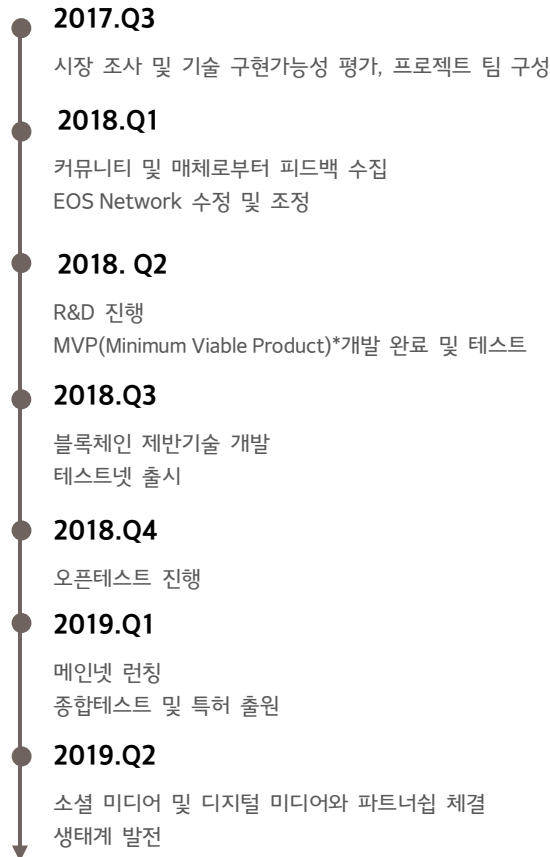 2017.Q3
시장 조사 및 기술 구현가능성 평가, 프로젝트 팀 구성
2018.Q1
커뮤니티 및 매체로부터 피드백 수집
EOS Network 수정 및 조정
2018. Q2
R&D 진행
MVP(Minimum Viable Product)*개발 완료 및 테스트
2018.Q3
블록체인 제반기술 개발
테스트넷 출시
2018.Q4
오픈테스트 진행
2019.Q1
메인넷 런칭
종합테스트 및 특허 출원
2019.Q2
소셜 미디어 및 디지털 미디어와 파트너쉽 체결
생태계 발전